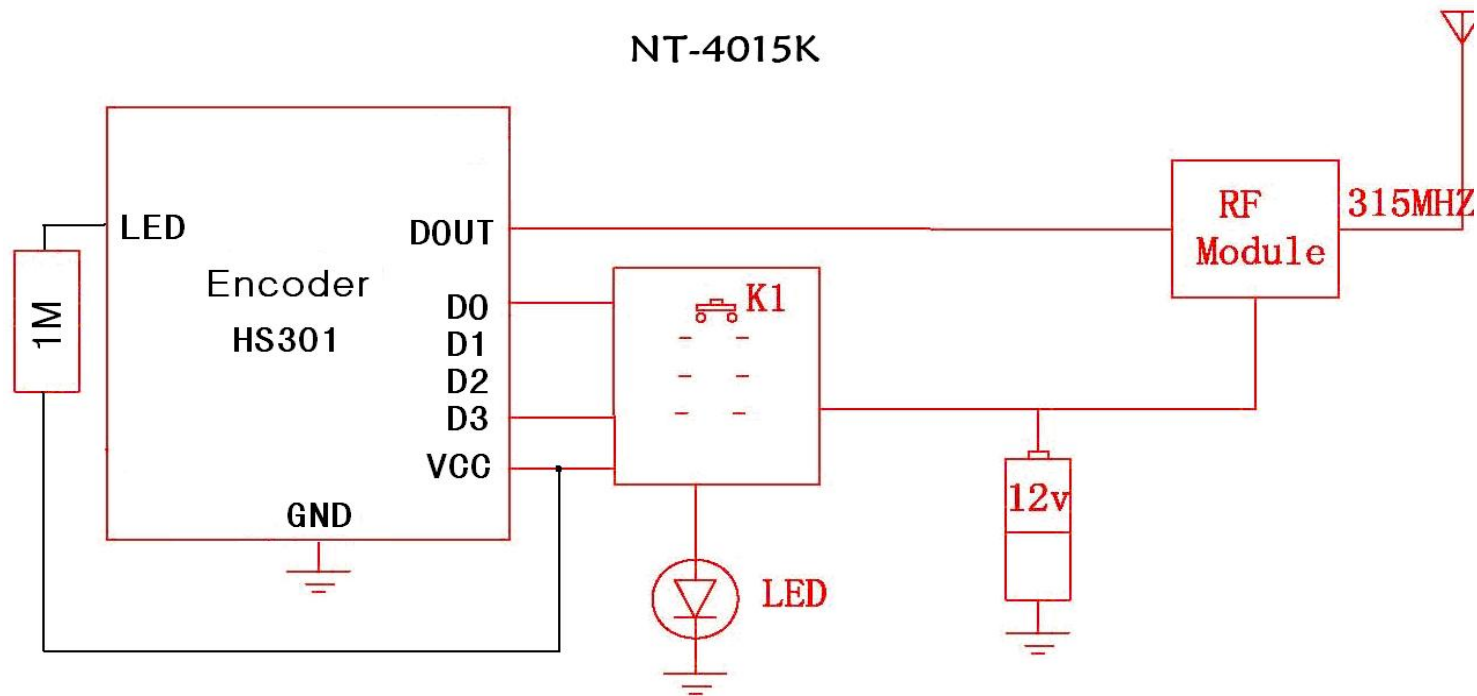 NT-4015K
LED
DOUT
RF
Module
315MHZ
Encoder
HS301
1M
D0
D1
D2
D3
VCC
GND
K1
12v
LED